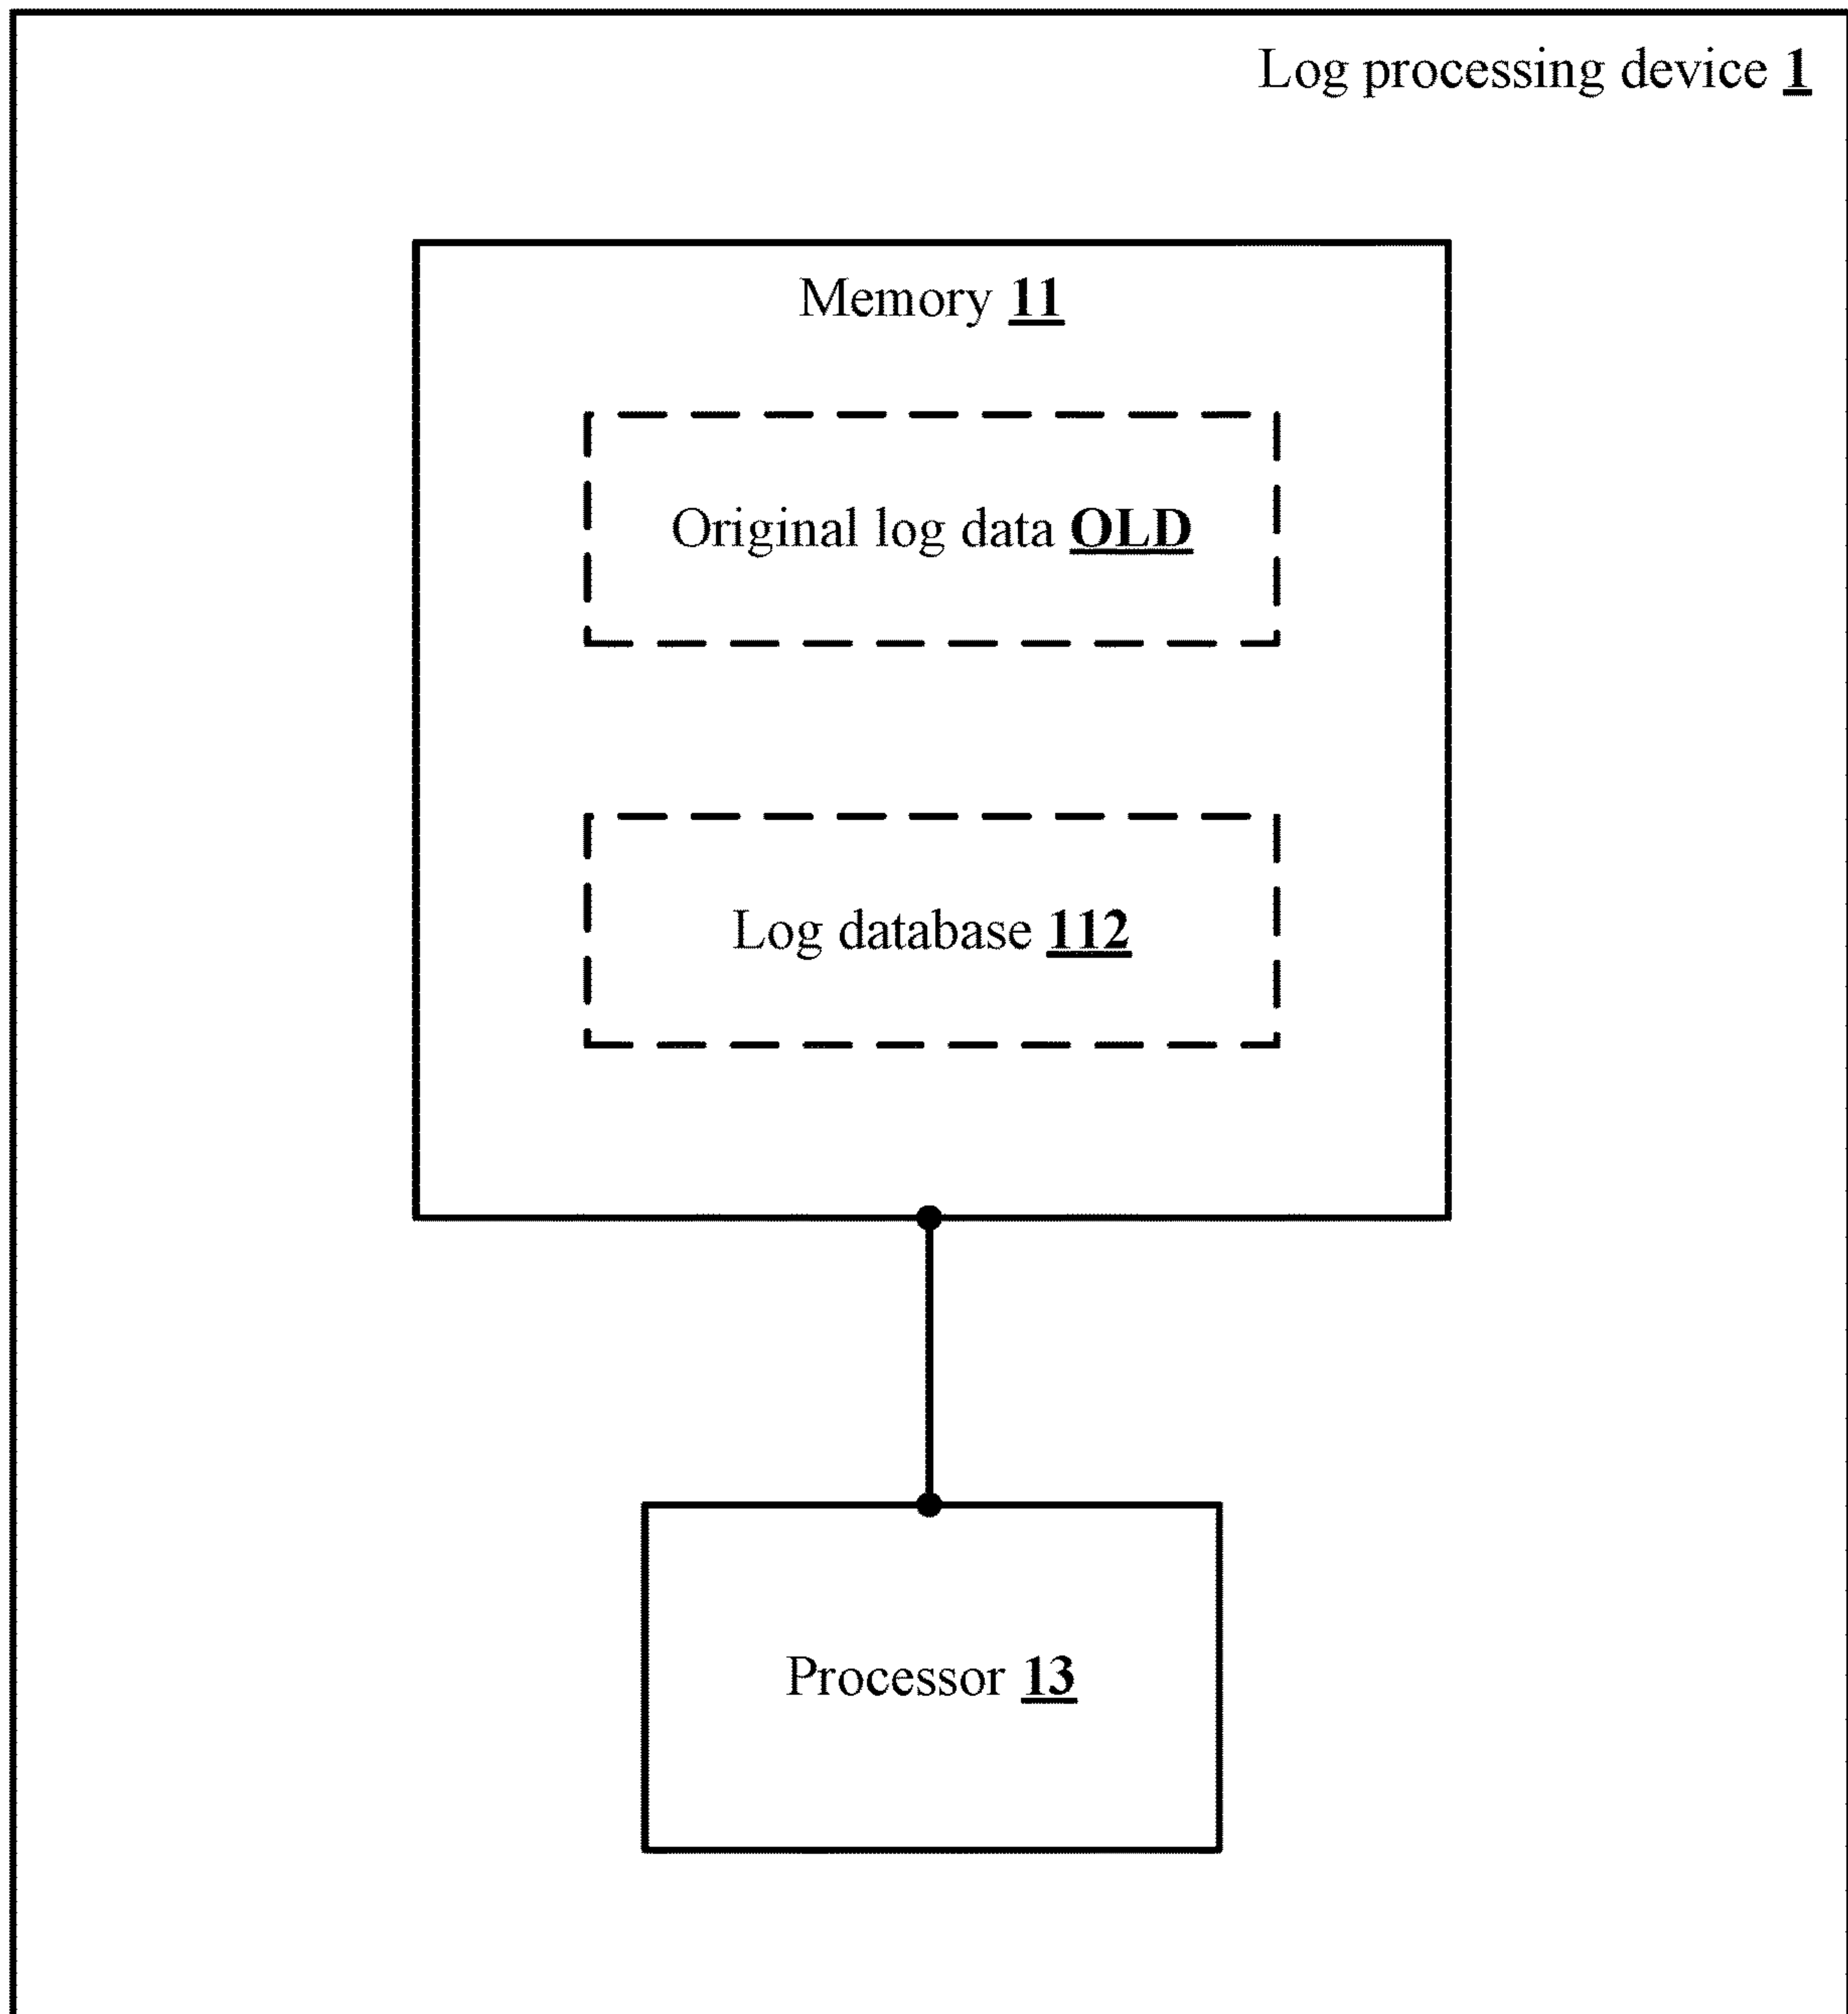 Log processing device 1
Memory 11
Original log data OLD
Log database 112
Processor 13